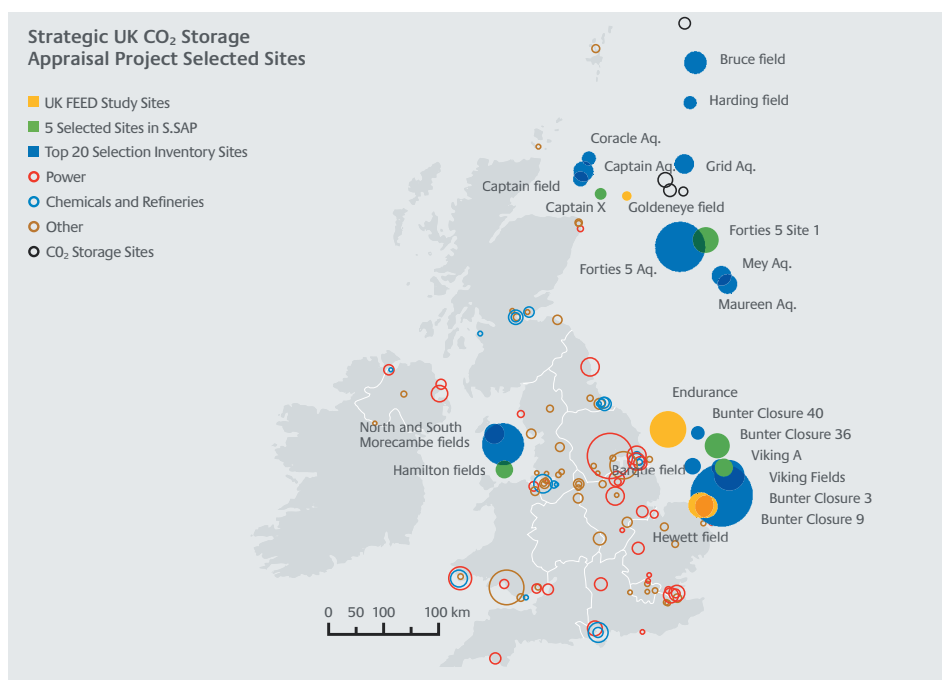 Strategic UK CO₂ Storage
Appraisal Project Selected Sites
UK FEED Study Sites
5 Selected Sites in S.SAP
Top 20 Selection Inventory Sites
Power
Chemicals and Refineries
Other
C0₂ Storage Sites
Bruce field
Harding field
Coracle Aq.
Captain Aq.
Grid Aq.
Captain field
Captain X
Goldeneye field
Forties 5 Site 1
Forties 5 Aq.
Mey Aq.
Maureen Aq.
Endurance
Bunter Closure 40
North and South
Morecambe fields
Bunter Closure 36
Viking A
Hamilton fields
Barque field
Viking Fields
Bunter Closure 3
Bunter Closure 9
Hewett field
0 50 100 100 km